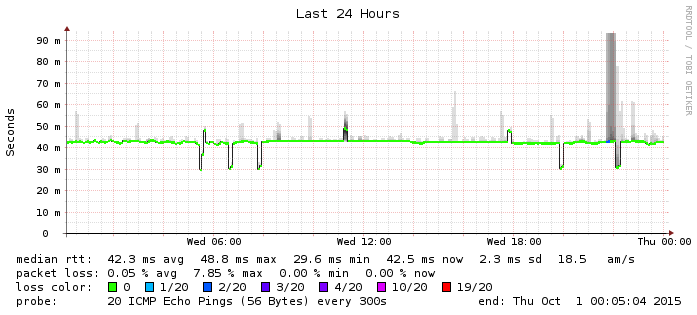 Last 24 Hours
RRDTOOL / TOBI OETIKER
Seconds
90 m
80 m
70 m
60 m
50 m
40 m
30 m
20 m
10 m
0
Wed 06:00 Wed 12:00 Wed 18:00 Thu 00:00
median rtt: 42.3 ms avg 48.8 ms max 29.6 ms min 42.5 ms now 2.3 ms sd 18.5 am/s
packet loss: 0.05 % avg 7.85 % max 0.00 % min 0.00 % now
loss color: 0 1/20 2/20 3/20 4/20 10/20 19/20
probe: 20 ICMP Echo Pings (56 Bytes) every 300s end: Thu Oct 1 00:05:04 2015